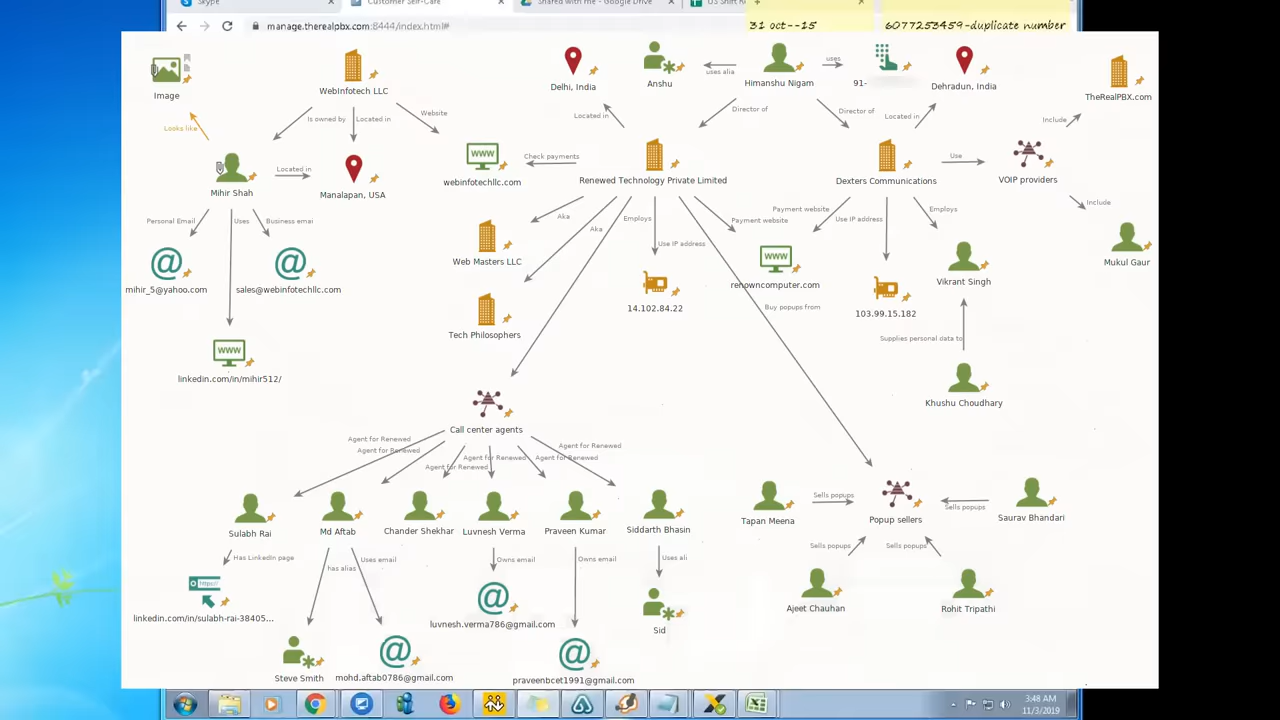 Skype
Customer Self-Care
Shared with me - Google Drive
manage.therealpbx.com:8444/index.html#
31 oct--15
6077253459-duplicate number
Image
WebInfotech LLC
Delhi, India
Anshu
uses alia
Himanshu Nigam
uses
91-
Dehradun, India
TheRealPBX.com
Looks like
Is owned by
Located in
Website
Located in
Director of
Director of
Located in
Include
Mihir Shah
Located in
Manalapan, USA
webinfotechllc.com
Check payments
Renewed Technology Private Limited
Dexters Communications
Use
VOIP providers
Personal Email
Uses
Business emai
Aka
Aka
Employs
Use IP address
Payment website
Payment website
Use IP address
Employs
Include
mihir_5@yahoo.com
sales@webinfotechllc.com
Web Masters LLC
renowncomputer.com
Vikrant Singh
Mukul Gaur
14.102.84.22
Buy popups from
103.99.15.182
Tech Philosophers
Supplies personal data to
linkedin.com/in/mihir512/
Khushu Choudhary
Call center agents
Agent for Renewed
Agent for Renewed
Agent for Renewed
Agent for Renewed
Agent for Renewed
Agent for Renewed
Sulabh Rai
Md Aftab
Chander Shekhar
Luvnesh Verma
Praveen Kumar
Siddarth Bhasin
Tapan Meena
Sells popups
Popup sellers
Sells popups
Saurav Bhandari
Has LinkedIn page
has alias
Uses email
Owns email
Owns email
Uses ali
Sells popups
Sells popups
https://
linkedin.com/in/sulabh-rai-38405...
luvnesh.verma786@gmail.com
Sid
Ajeet Chauhan
Rohit Tripathi
Steve Smith
mohd.aftab0786@gmail.com
praveenbcet1991@gmail.com
3:48 AM
11/3/2019